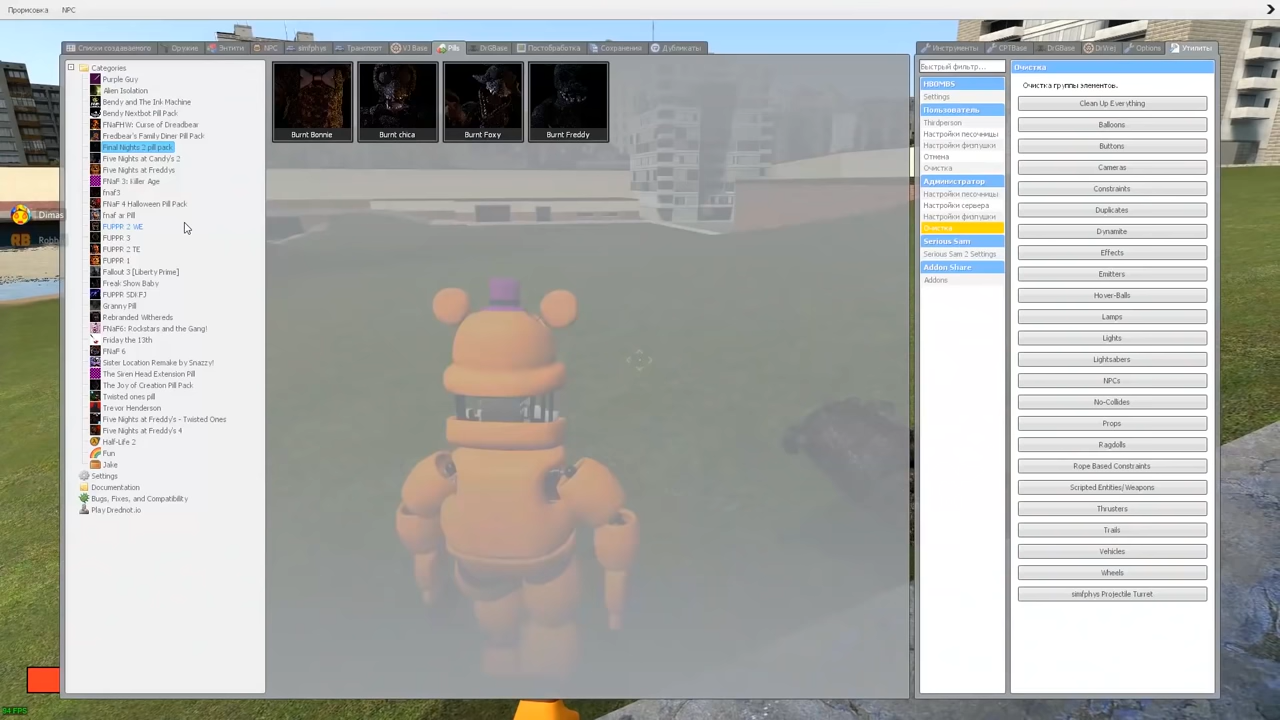 Прорисовка NPC
Списки создаваемого Оружие Энтити NPC simfphys Транспорт VJ Base Pills DrGBase Постобработка Сохранения Дубликаты
Инструменты CPTBase DrGBase DrVrej Options Утилиты
Categories
Purple Guy
Alien Isolation
Bendy and The Ink Machine
Bendy Nextbot Pill Pack
FNaFHW: Curse of Dreadbear
Fredbear's Family Diner Pill Pack
Final Nights 2 pill pack
Five Nights at Candy's 2
Five Nights at Freddys
FNaF 3: Killer Age
fnaf3
FNaF 4 Halloween Pill Pack
fnaf ar Pill
FUPPR 2 WE
FUPPR 3
FUPPR 2 TE
FUPPR 1
Fallout 3 [Liberty Prime]
Freak Show Baby
FUPPR SDI:FJ
Granny Pill
Rebranded Withereds
FNaF6: Rockstars and the Gang!
Friday the 13th
FNaF 6
Sister Location Remake by Snazzy!
The Siren Head Extension Pill
The Joy of Creation Pill Pack
Twisted ones pill
Trevor Henderson
Five Nights at Freddy's - Twisted Ones
Five Nights at Freddy's 4
Half-Life 2
Fun
Jake
Settings
Documentation
Bugs, Fixes, and Compatibility
Play Drednot.io
Burnt Bonnie Burnt chica Burnt Foxy Burnt Freddy
Dimas
Robb
84 FPS
Быстрый фильтр...
HBOMBS
Settings
Пользователь
Thirdperson
Настройки песочницы
Настройки физпушки
Отмена
Очистка
Администратор
Настройки песочницы
Настройки сервера
Настройки физпушки
Очистка
Serious Sam
Serious Sam 2 Settings
Addon Share
Addons
Очистка
Очистка группы элементов.
Clean Up Everything
Balloons
Buttons
Cameras
Constraints
Duplicates
Dynamite
Effects
Emitters
Hover-Balls
Lamps
Lights
Lightsabers
NPCs
No-Collides
Props
Ragdolls
Rope Based Constraints
Scripted Entities/Weapons
Thrusters
Trails
Vehicles
Wheels
simfphys Projectile Turret